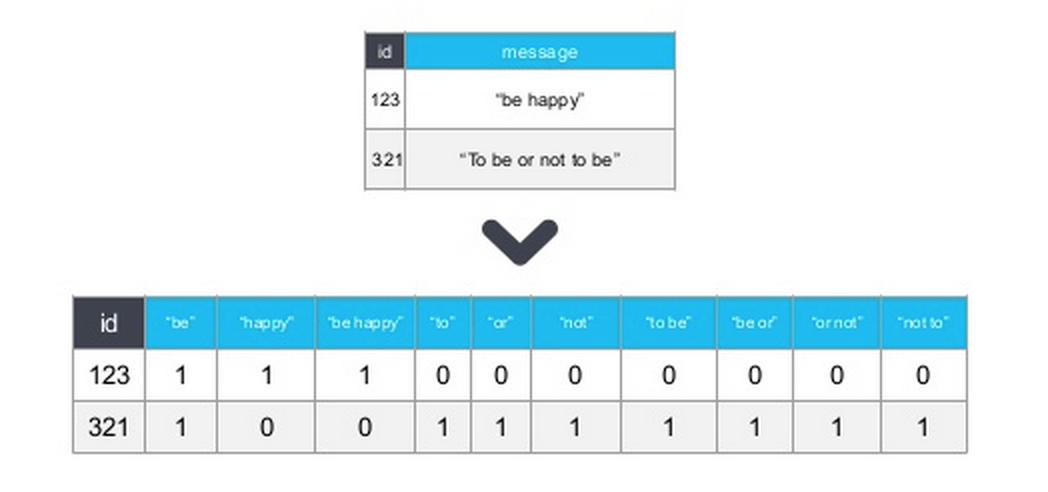 id message
123 “be happy”
321 “To be or not to be”
id “be” “happy” “be happy” “to” “or” “not” “to be” “be or” “or not” “not to”
123 1 1 1 0 0 0 0 0 0 0
321 1 0 0 1 1 1 1 1 1 1